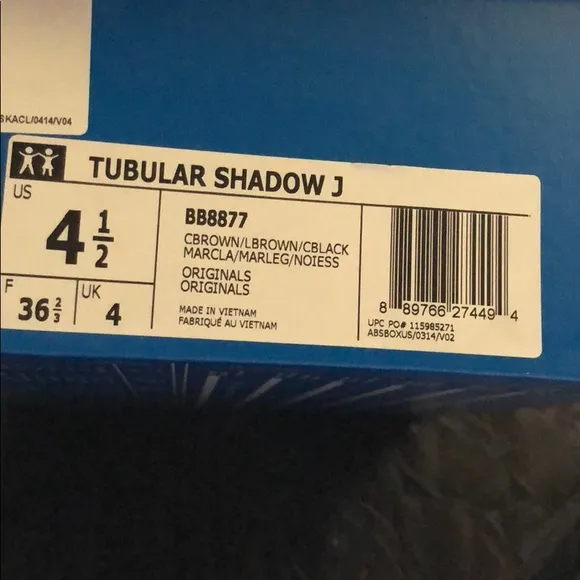 SKACL/0414/V04
TUBULAR SHADOW J
US
4 1/2
F
36 2/3
UK
4
BB8877
CBROWN/LBROWN/CBLACK
MARCLA/MARLEG/NOIESS
ORIGINALS
ORIGINALS
MADE IN VIETNAM
FABRIQUÉ AU VIETNAM
8 89766 27449 4
UPC PO# 115985271
ABSBOXUS/0314/V02